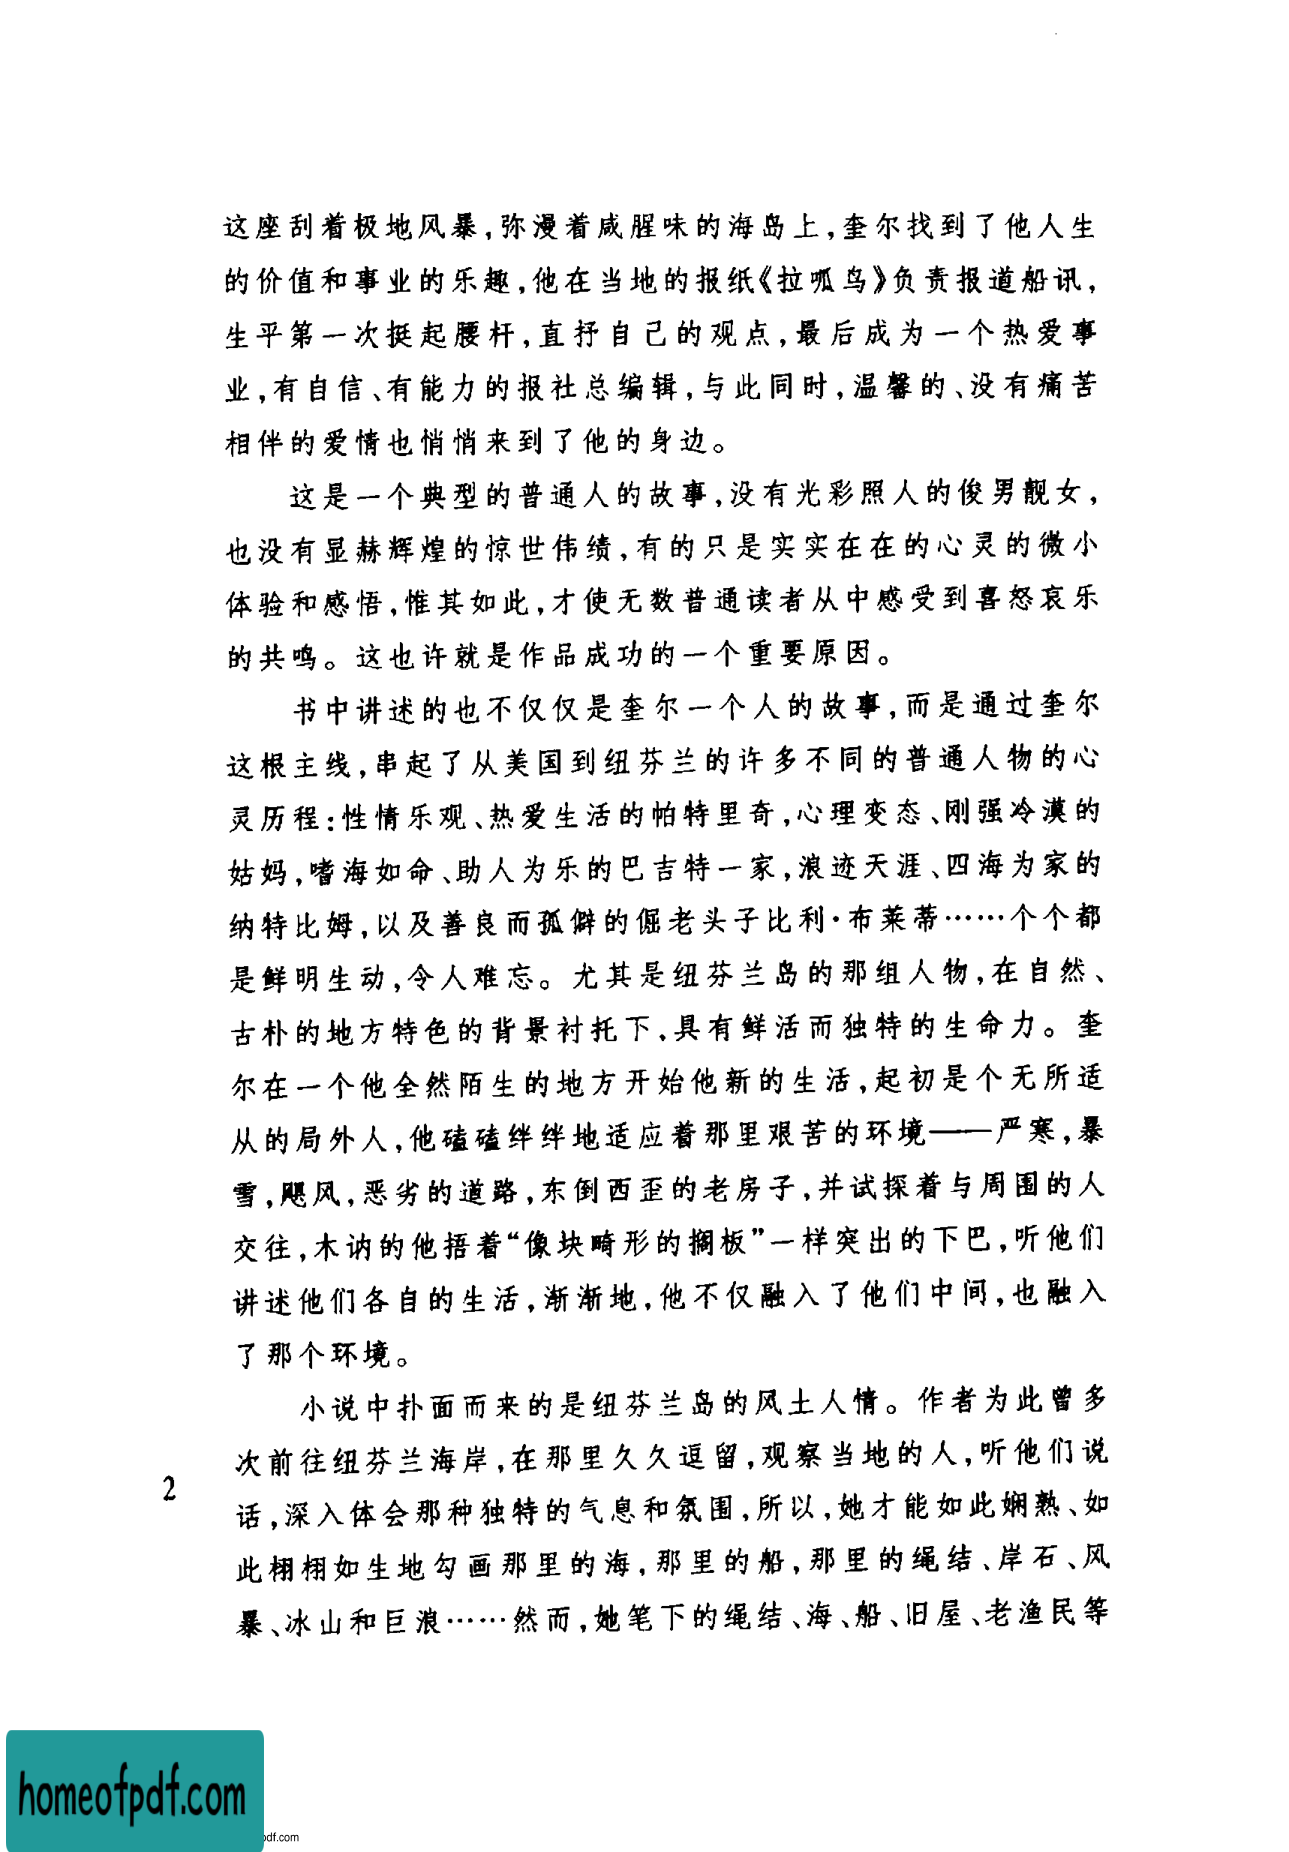 这座刮着极地风暴,弥漫着咸腥味的海岛上,奎尔找到了他人生
的价值和事业的乐趣,他在当地的报纸《拉呱鸟》负责报道船讯,
生平第一次挺起腰杆,直抒自己的观点,最后成为一个热爱事
业,有自信、有能力的报社总编辑,与此同时,温馨的、没有痛苦
相伴的爱情也悄悄来到了他的身边。
这是一个典型的普通人的故事,没有光彩照人的俊男靓女,
也没有显赫辉煌的惊世伟绩,有的只是实实在在的心灵的微小
体验和感悟,惟其如此,才使无数普通读者从中感受到喜怒哀乐
的共鸣。这也许就是作品成功的一个重要原因。
书中讲述的也不仅仅是奎尔一个人的故事,而是通过奎尔
这根主线,串起了从美国到纽芬兰的许多不同的普通人物的心
灵历程:性情乐观、热爱生活的帕特里奇,心理变态、刚强冷漠的
姑妈,嗜海如命、助人为乐的巴吉特一家,浪迹天涯、四海为家的
纳特比姆,以及善良而孤僻的倔老头子比利·布莱蒂……个个都
是鲜明生动,令人难忘。尤其是纽芬兰岛的那组人物,在自然、
古朴的地方特色的背景衬托下,具有鲜活而独特的生命力。奎
尔在一个他全然陌生的地方开始他新的生活,起初是个无所适
从的局外人,他磕磕绊绊地适应着那里艰苦的环境——严寒,暴
雪,飓风,恶劣的道路,东倒西歪的老房子,并试探着与周围的人
交往,木讷的他捂着“像块畸形的搁板”一样突出的下巴,听他们
讲述他们各自的生活,渐渐地,他不仅融入了他们中间,也融入
了那个环境。
小说中扑面而来的是纽芬兰岛的风土人情。作者为此曾多
次前往纽芬兰海岸,在那里久久逗留,观察当地的人,听他们说
话,深入体会那种独特的气息和氛围,所以,她才能如此娴熟、如
此栩栩如生地勾画那里的海,那里的船,那里的绳结、岸石、风
暴、冰山和巨浪……然而,她笔下的绳结、海、船、旧屋、老渔民等
2
homeofpdf.com
pdf.com